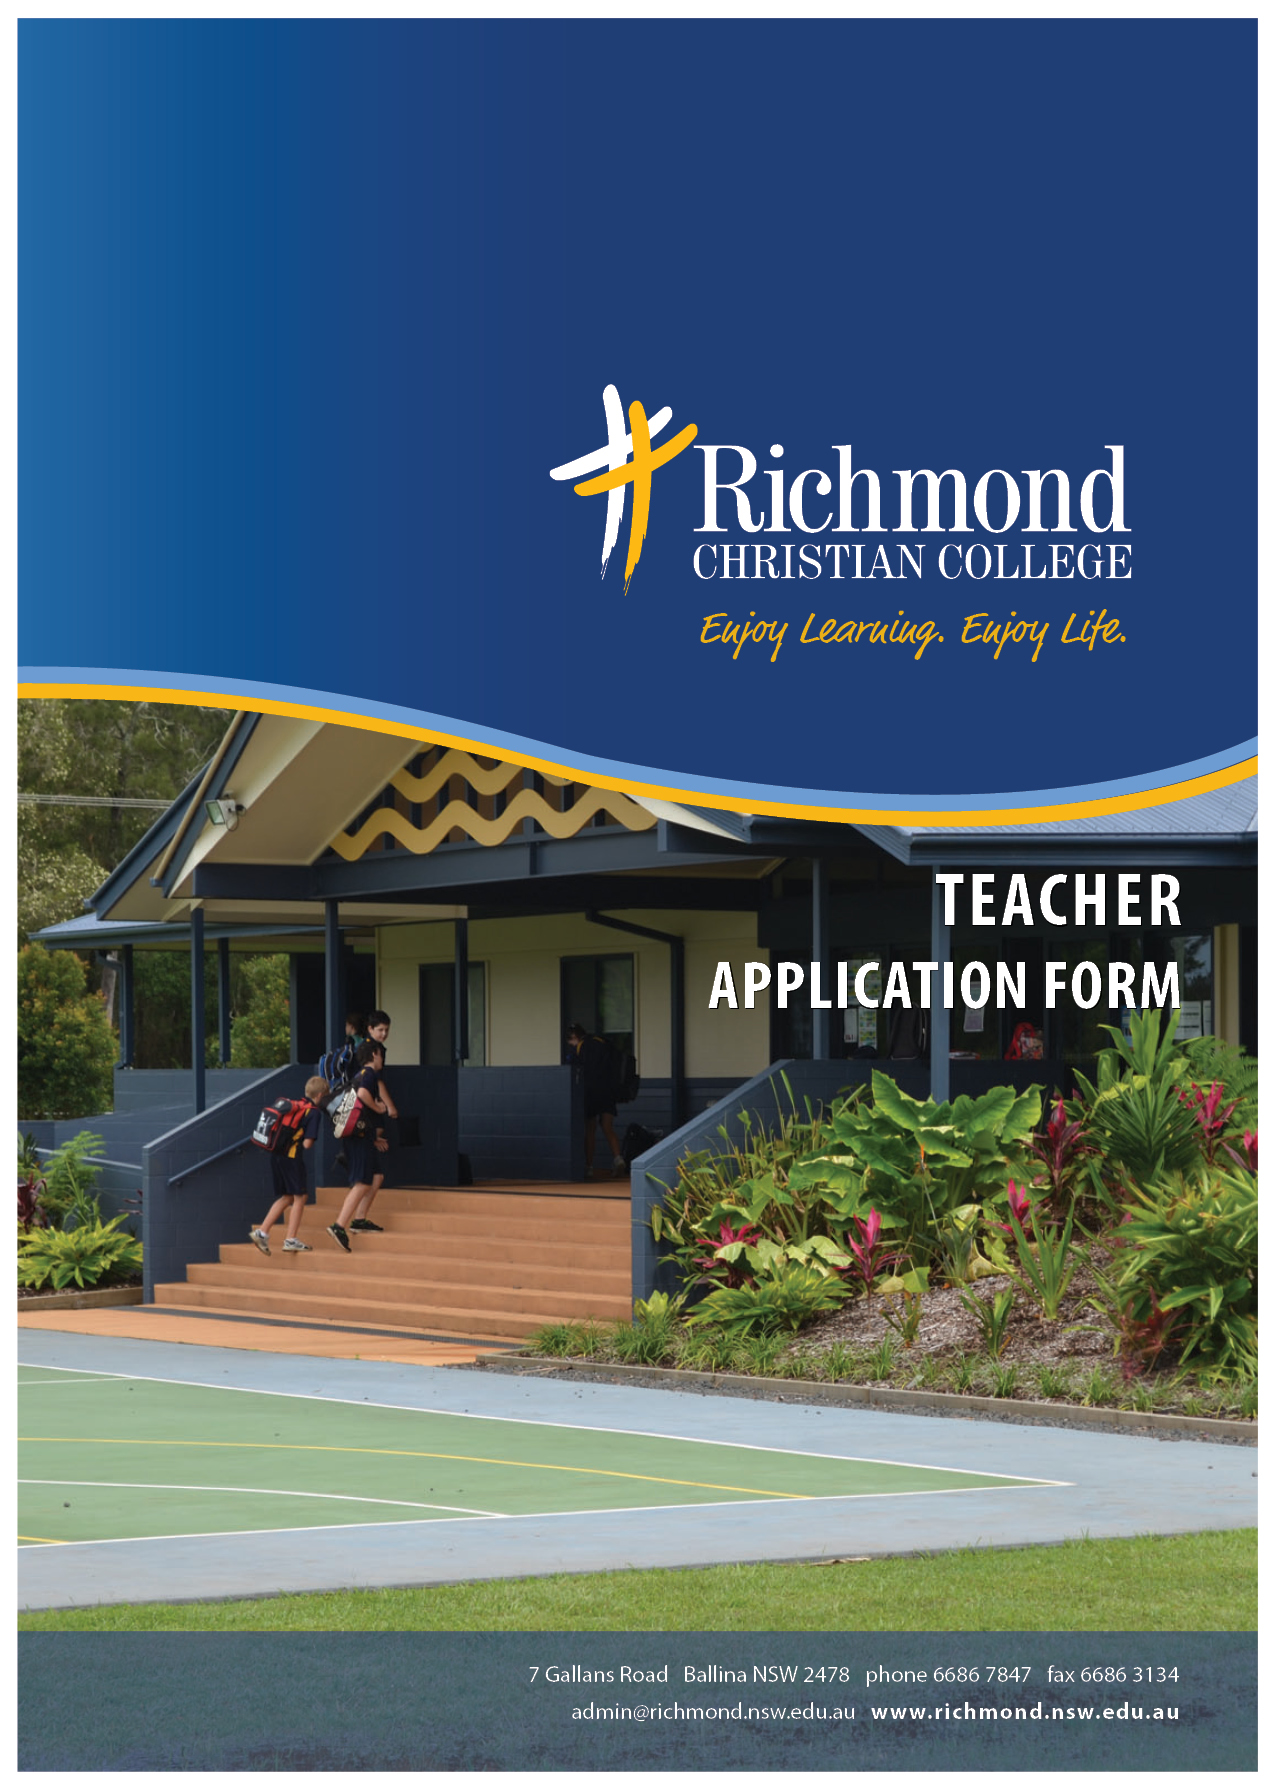 Richmond
CHRISTIAN COLLEGE
Enjoy Learning. Enjoy Life.
TEACHER
APPLICATION FORM
7 Gallans Road Ballina NSW 2478 phone 6686 7847 fax 6686 3134
admin@richmond.nsw.edu.au www.richmond.nsw.edu.au